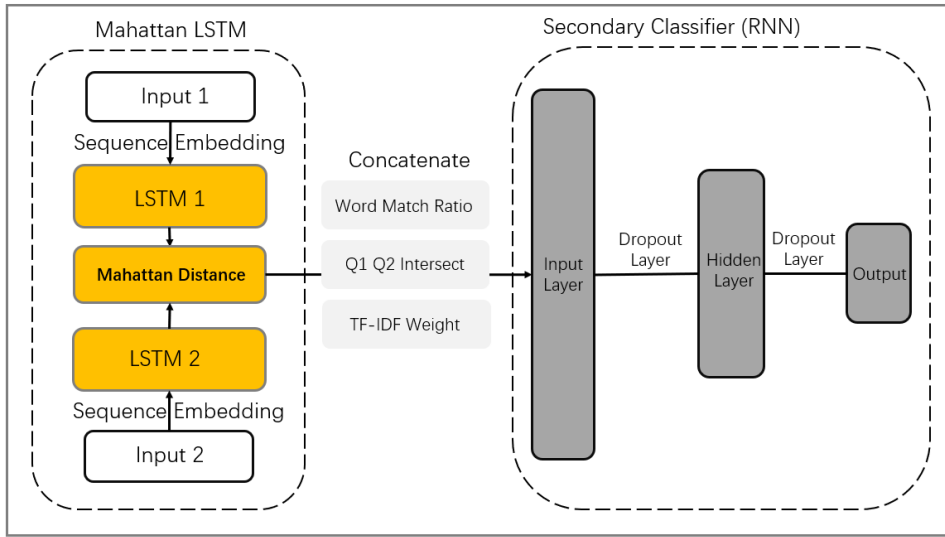 Mahattan LSTM
Input 1
Sequence Embedding
LSTM 1
Mahattan Distance
LSTM 2
Sequence Embedding
Input 2
Concatenate
Word Match Ratio
Q1 Q2 Intersect
TF-IDF Weight
Secondary Classifier (RNN)
Input
Layer
Dropout
Layer
Hidden
Layer
Dropout
Layer
Output